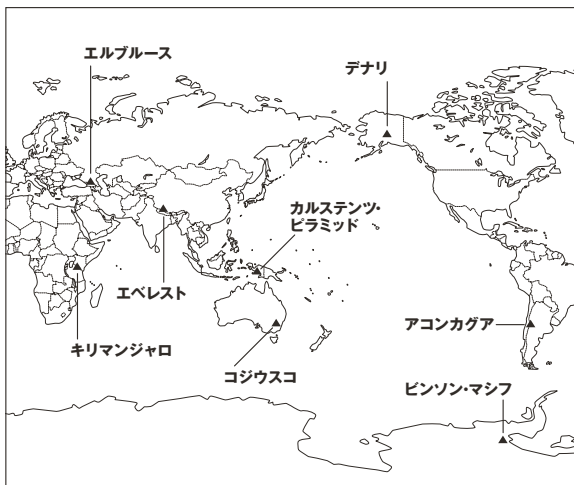 エルブルース
デナリ
カルステンツ・
ピラミッド
エベレスト
キリマンジャロ
コジウスコ
アコンカグア
ビンソン・マシフ